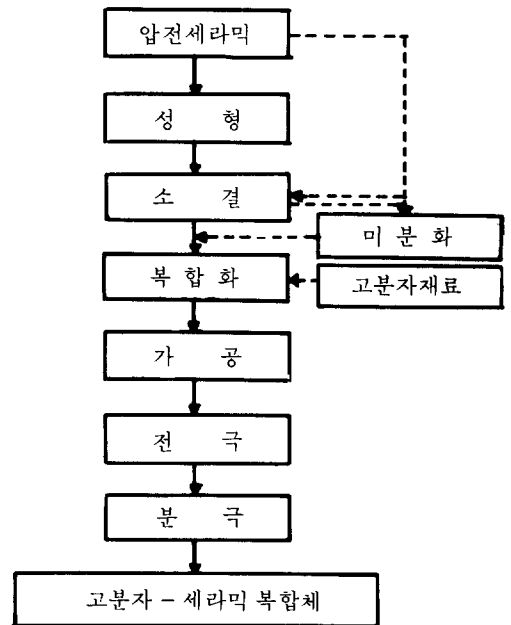 압전세라믹
성 형
소 결
미 분 화
복 합 화
고분자재료
가 공
전 극
분 극
고분자 - 세라믹 복합체